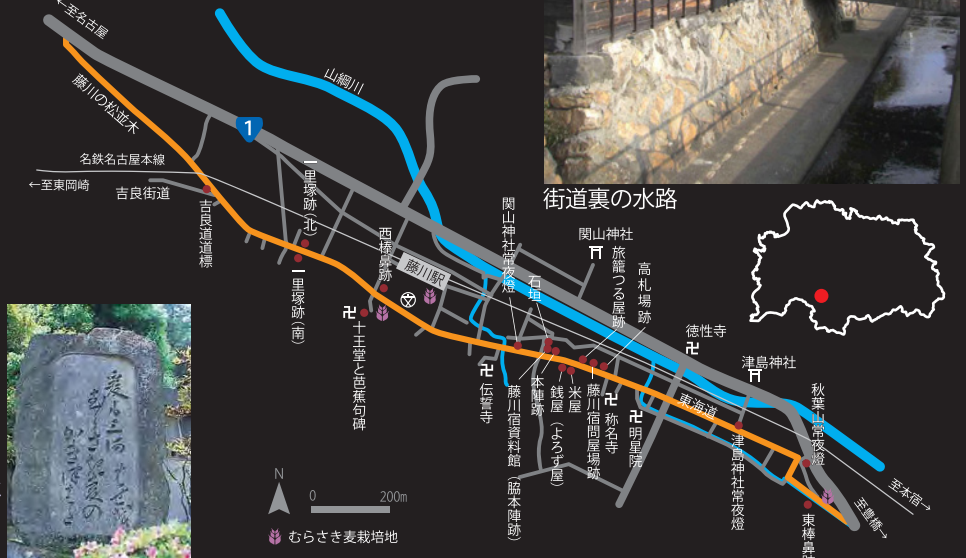 ←至名古屋
藤川の松並木
山綱川
1
名鉄名古屋本線
←至東岡崎
吉良街道
吉良道道標
一里塚跡(北)
一里塚跡(南)
西棒鼻跡
藤川駅
文
十王堂と芭蕉句碑
街道裏の水路
関山神社常夜燈
石垣
関山神社
旅籠つる屋跡
高札場跡
徳性寺
津島神社
秋葉山常夜燈
伝誓寺
藤川宿資料館(脇本陣跡)
本陣跡
銭屋(よろず屋)
米屋
藤川宿問屋場跡
称名寺
明星院
東海道
津島神社常夜燈
至本宿→
至豊橋→
東棒鼻跡
N
0 200m
むらさき麦栽培地